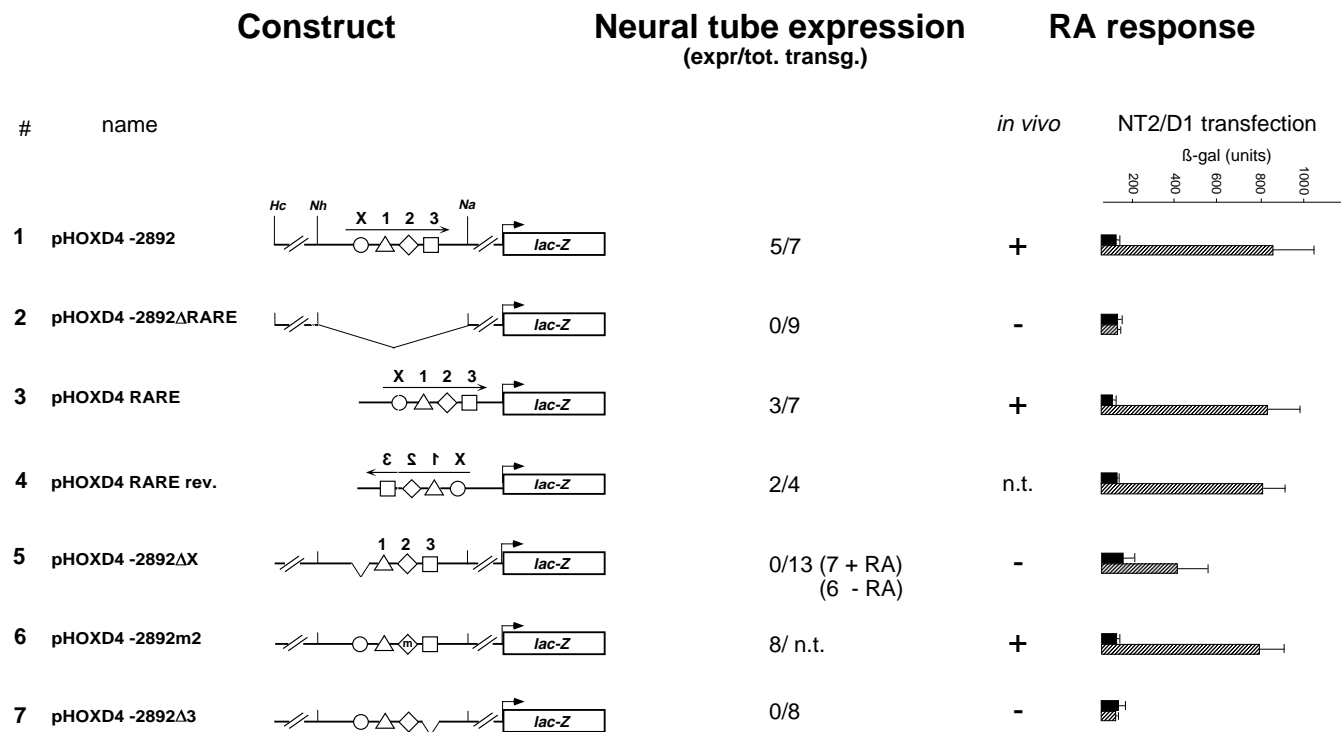 Construct Neural tube expression RA response
(expr/tot. transg.)
# name in vivo NT2/D1 transfection
ß-gal (units)
200 400 600 800 1000
Hc Nh Na
X 1 2 3
1 pHOXD4 -2892 lac-Z 5/7 +
2 pHOXD4 -2892ΔRARE lac-Z 0/9 -
X 1 2 3
3 pHOXD4 RARE lac-Z 3/7 +
3 2 1 X
4 pHOXD4 RARE rev. lac-Z 2/4 n.t.
1 2 3
5 pHOXD4 -2892ΔX lac-Z 0/13 (7 + RA) -
(6 - RA)
6 pHOXD4 -2892m2 m lac-Z 8/ n.t. +
7 pHOXD4 -2892Δ3 lac-Z 0/8 -